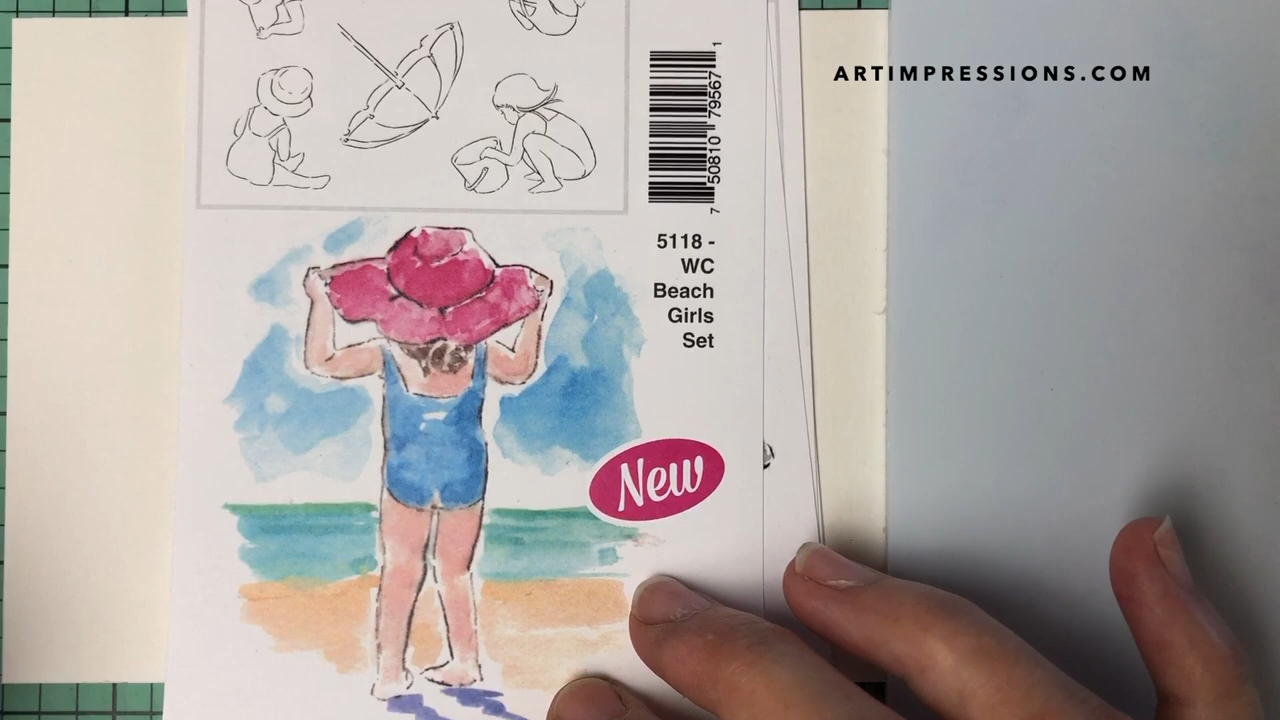 ARTIMPRESSIONS.COM
7 50810 79567 1
5118 -
WC
Beach
Girls
Set
New